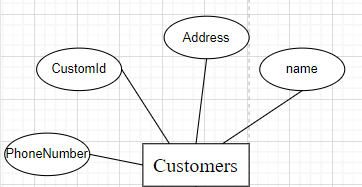 Address
CustomId
name
PhoneNumber
Customers